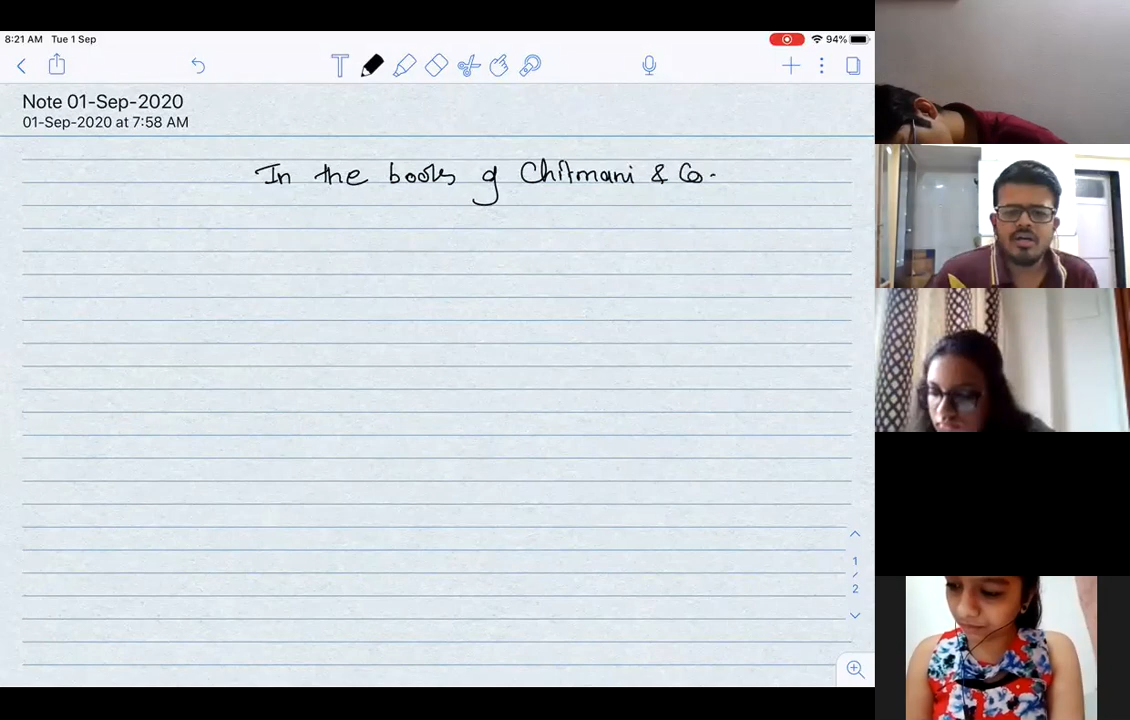 8:21 AM Tue 1 Sep
94%
Note 01-Sep-2020
01-Sep-2020 at 7:58 AM
In the books of Chitmani & Co.
1
2